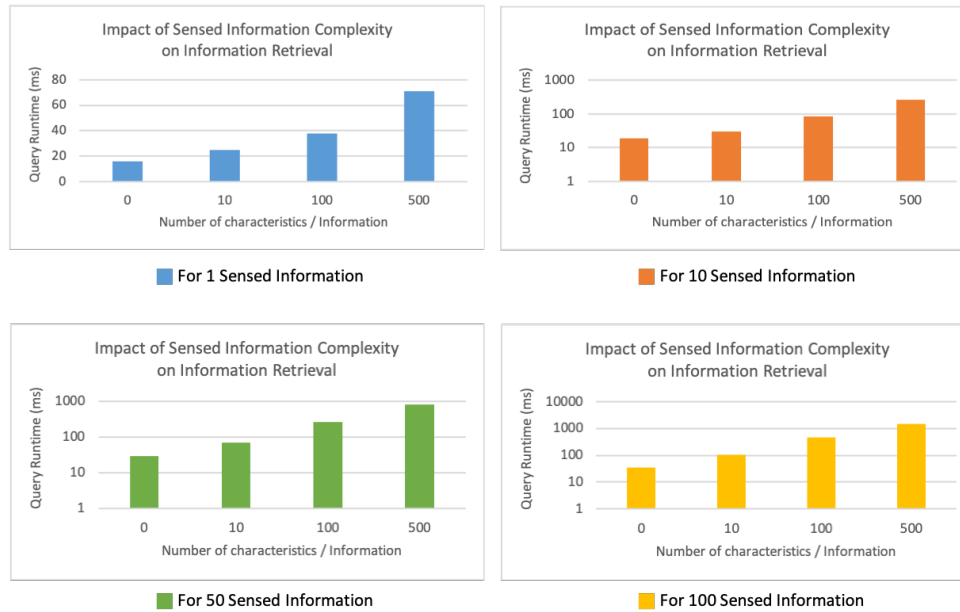 Impact of Sensed Information Complexity
on Information Retrieval
Query Runtime (ms)
80
60
40
20
0
0 10 100 500
Number of characteristics / Information
For 1 Sensed Information
Impact of Sensed Information Complexity
on Information Retrieval
Query Runtime (ms)
1000
100
10
1
0 10 100 500
Number of characteristics / Information
For 10 Sensed Information
Impact of Sensed Information Complexity
on Information Retrieval
Query Runtime (ms)
1000
100
10
1
0 10 100 500
Number of characteristics / Information
For 50 Sensed Information
Impact of Sensed Information Complexity
on Information Retrieval
Query Runtime (ms)
10000
1000
100
10
1
0 10 100 500
Number of characteristics / Information
For 100 Sensed Information